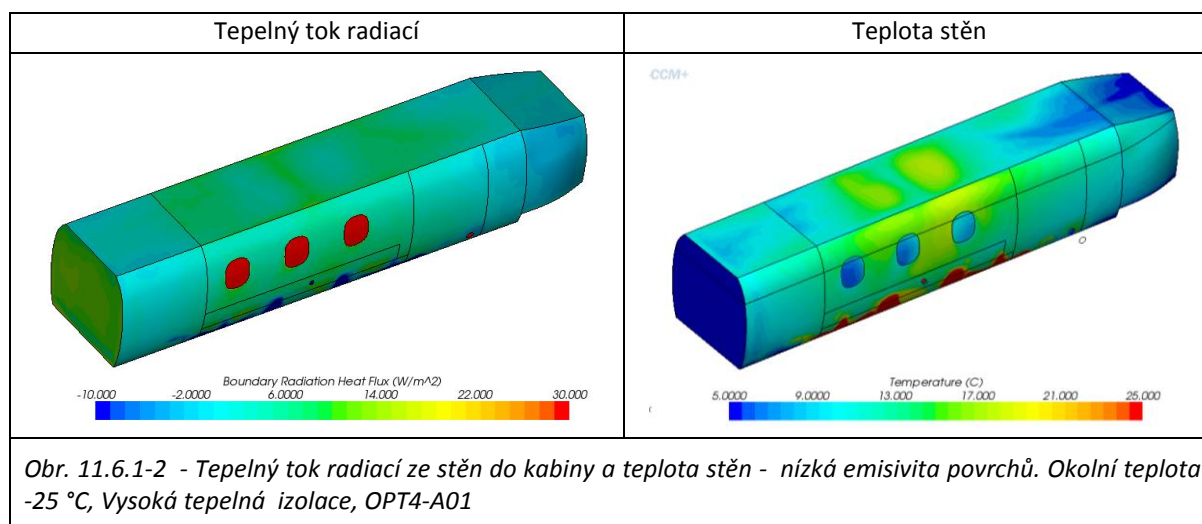 Tepelný tok radiací
Teplota stěn
CCM+
Boundary Radiation Heat Flux (W/m^2)
-10.000 -2.0000 6.0000 14.000 22.000 30.000
Temperature (C)
5.0000 9.0000 13.000 17.000 21.000 25.000
Obr. 11.6.1-2 - Tepelný tok radiací ze stěn do kabiny a teplota stěn - nízká emisivita povrchů. Okolní teplota
-25 °C, Vysoká tepelná izolace, OPT4-A01